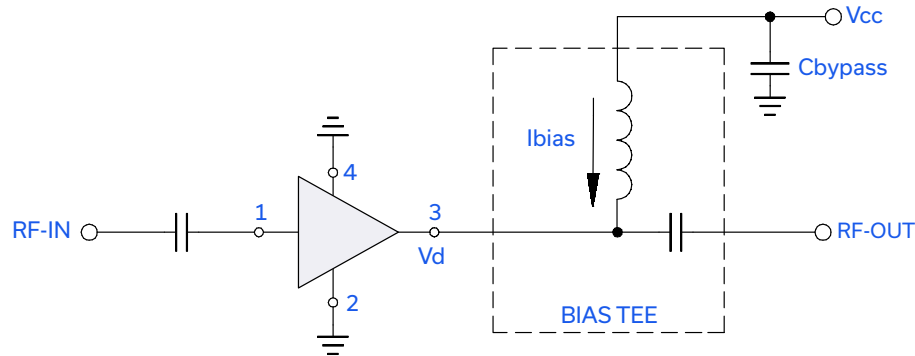 Vcc
Cbypass
Ibias
4
RF-IN
1
3
RF-OUT
Vd
2
BIAS TEE